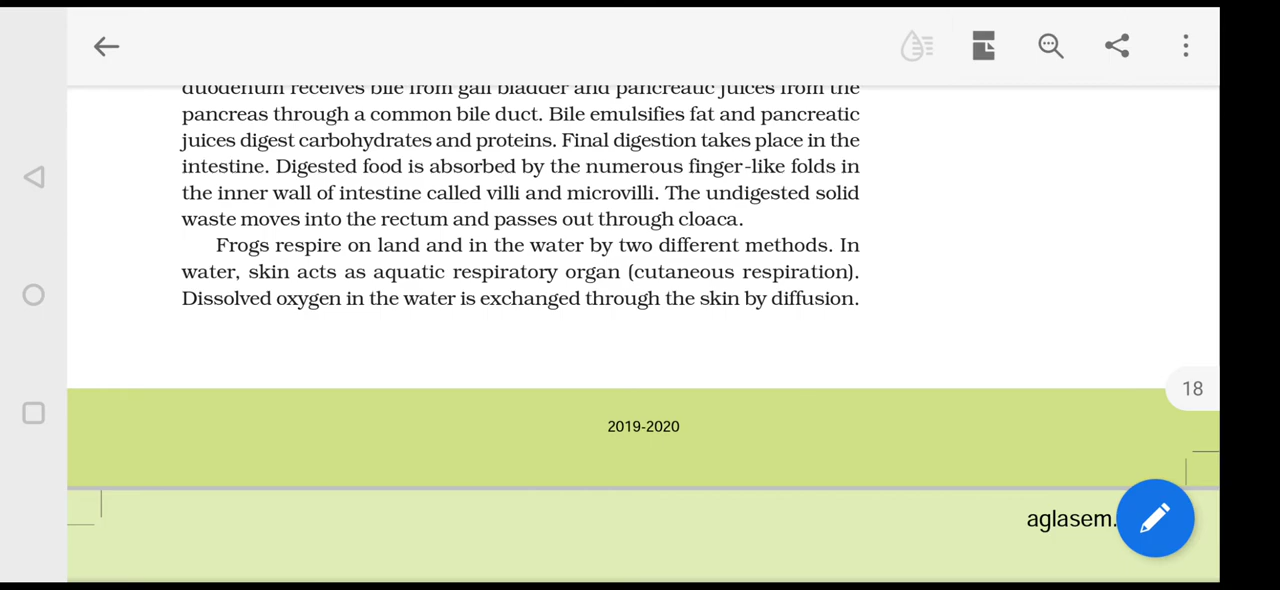 duodenum receives bile from gall bladder and pancreatic juices from the
pancreas through a common bile duct. Bile emulsifies fat and pancreatic
juices digest carbohydrates and proteins. Final digestion takes place in the
intestine. Digested food is absorbed by the numerous finger-like folds in
the inner wall of intestine called villi and microvilli. The undigested solid
waste moves into the rectum and passes out through cloaca.
Frogs respire on land and in the water by two different methods. In
water, skin acts as aquatic respiratory organ (cutaneous respiration).
Dissolved oxygen in the water is exchanged through the skin by diffusion.
18
2019-2020
aglasem.